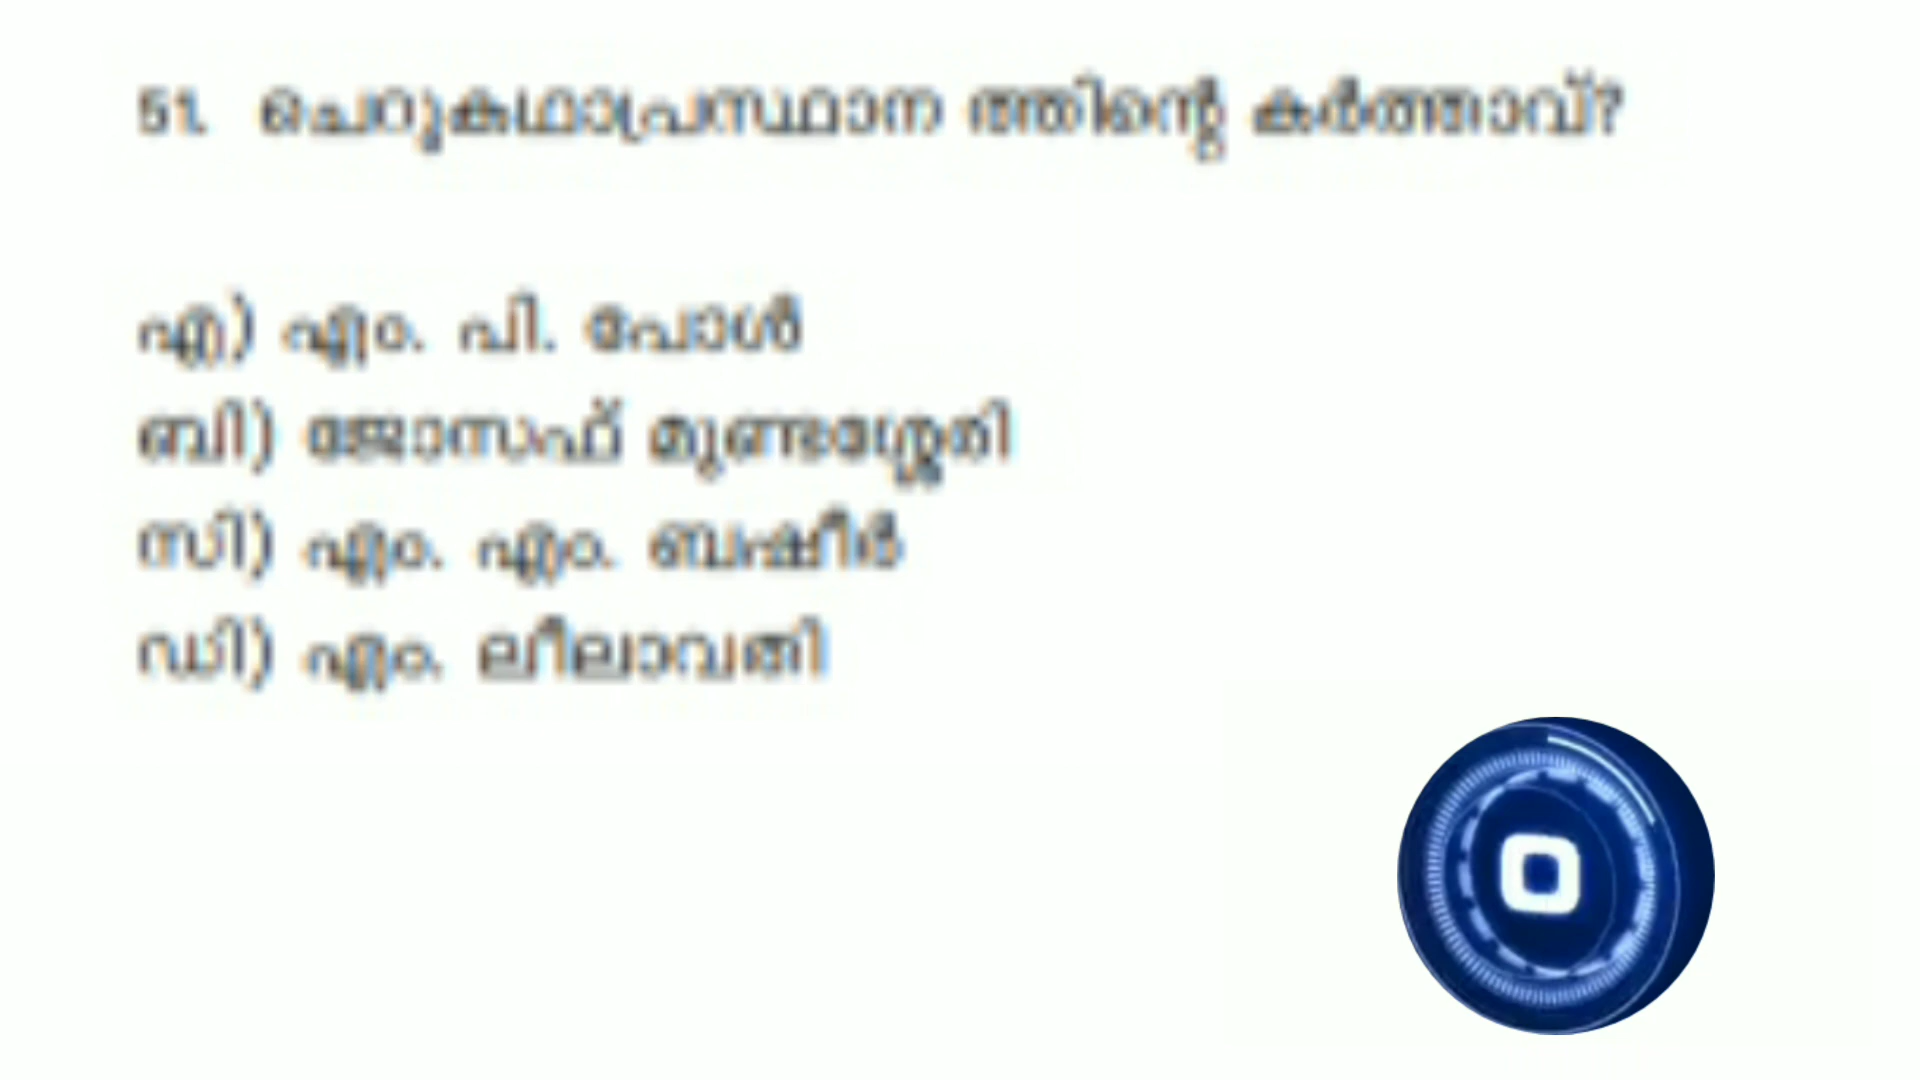 51. ചെറുകഥാപ്രസ്ഥാന ത്തിന്റെ കർത്താവ്?
എ) എം. പി. പോൾ
ബി) ജോസഫ് മുണ്ടശ്ശേരി
സി) എം. എം. ബഷീർ
ഡി) എം. ലീലാവതി